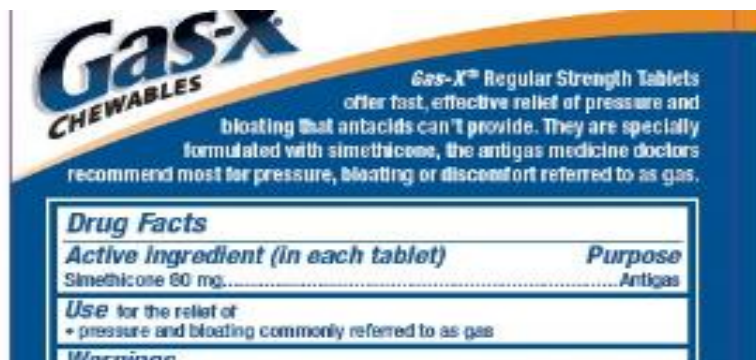 Gas-X
CHEWABLES
Gas-X® Regular Strength Tablets
offer fast, effective relief of pressure and
bloating that antacids can't provide. They are specially
formulated with simethicone, the antigas medicine doctors
recommend most for pressure, bloating or discomfort referred to as gas.
Drug Facts
Active ingredient (in each tablet) Purpose
Simethicone 80 mg....................Antigas
Use for the relief of
• pressure and bloating commonly referred to as gas
Warnings